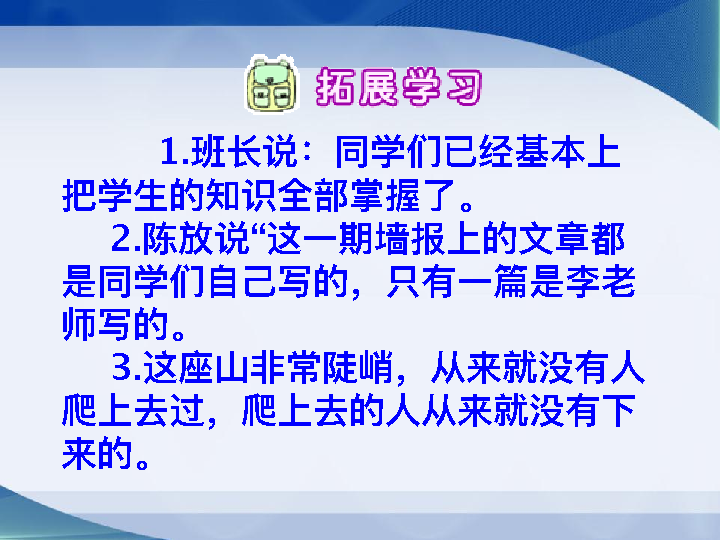 拓展学习
1.班长说：同学们已经基本上
把学生的知识全部掌握了。
2.陈放说“这一期墙报上的文章都
是同学们自己写的，只有一篇是李老
师写的。
3.这座山非常陡峭，从来就没有人
爬上去过，爬上去的人从来就没有下
来的。